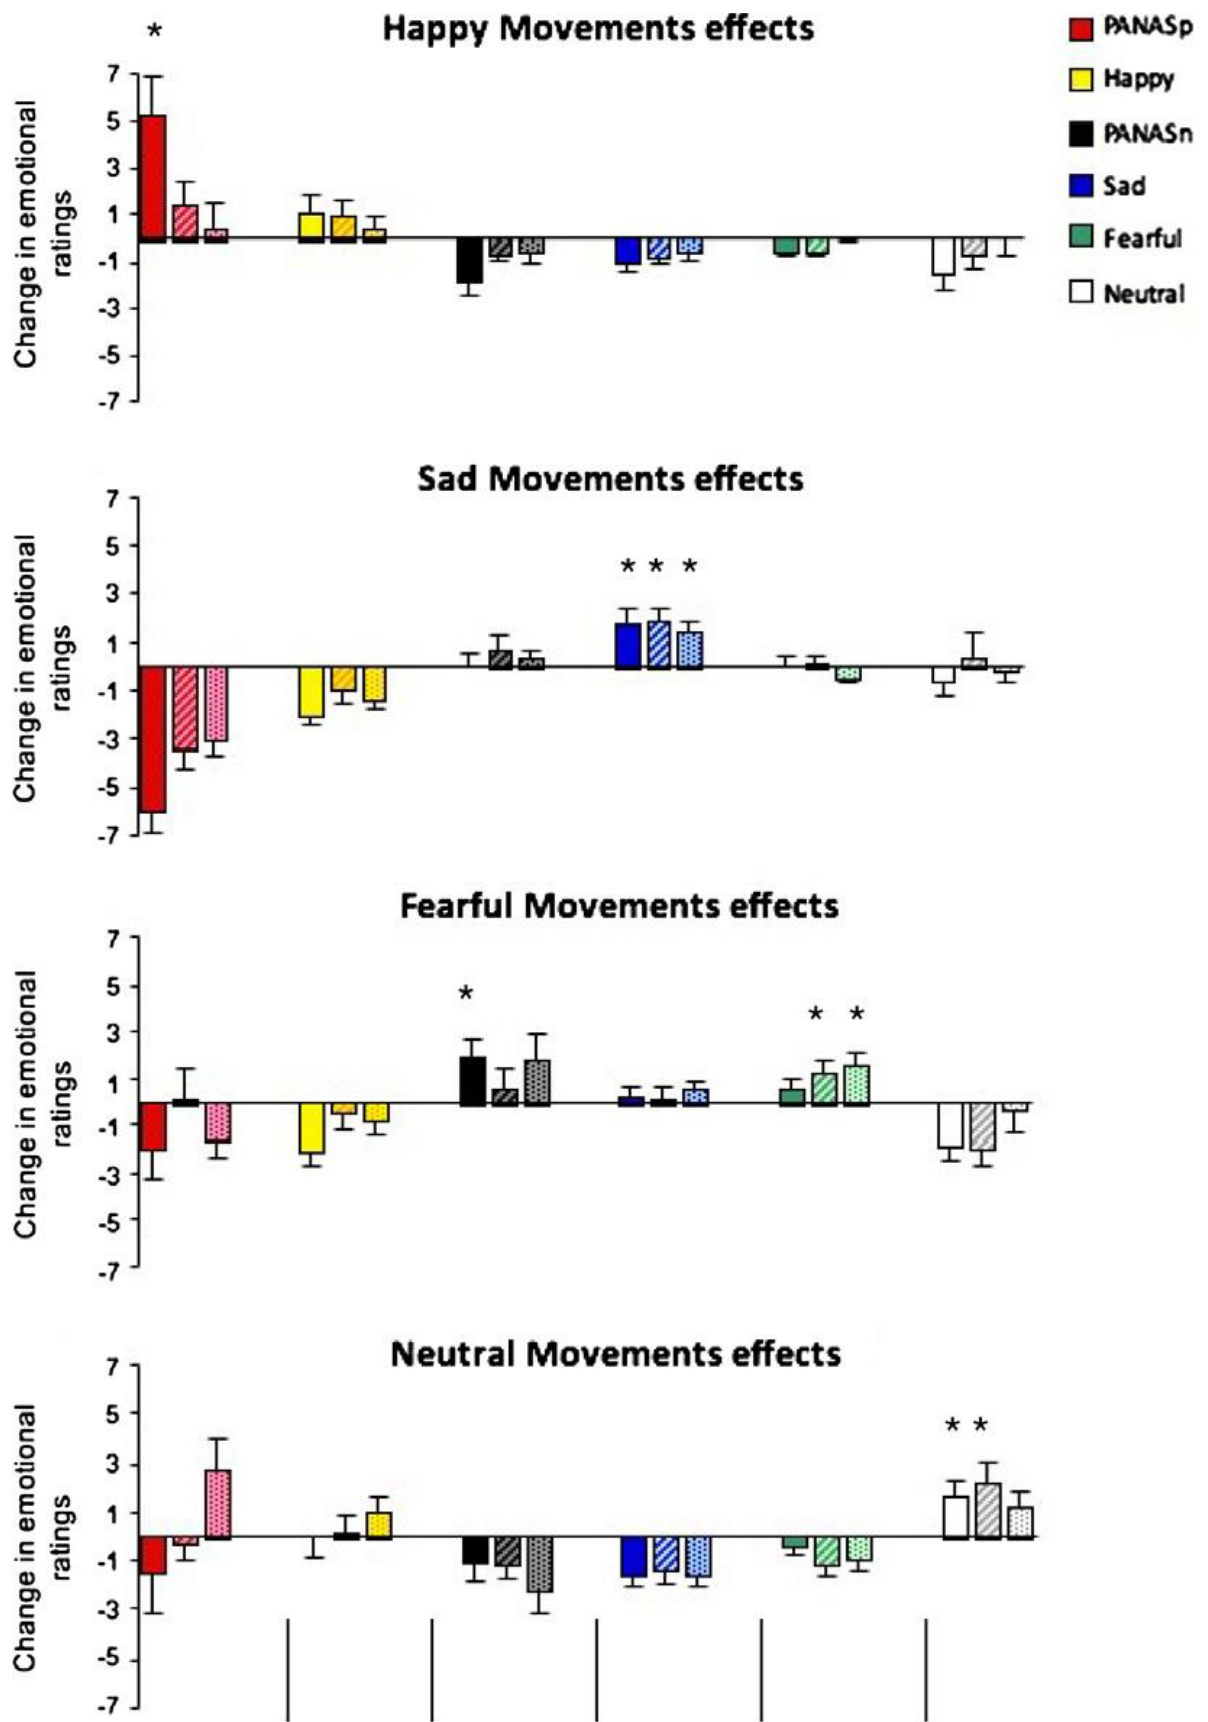 *
Happy Movements effects
PANASp
Happy
PANASn
Sad
Fearful
Neutral
Change in emotional
ratings
7
5
3
1
-1
-3
-5
-7
Sad Movements effects
Change in emotional
ratings
7
5
3
1
-1
-3
-5
-7
* * *
Fearful Movements effects
Change in emotional
ratings
7
5
3
1
-1
-3
-5
-7
*
* *
Neutral Movements effects
Change in emotional
ratings
7
5
3
1
-1
-3
-5
-7
* *